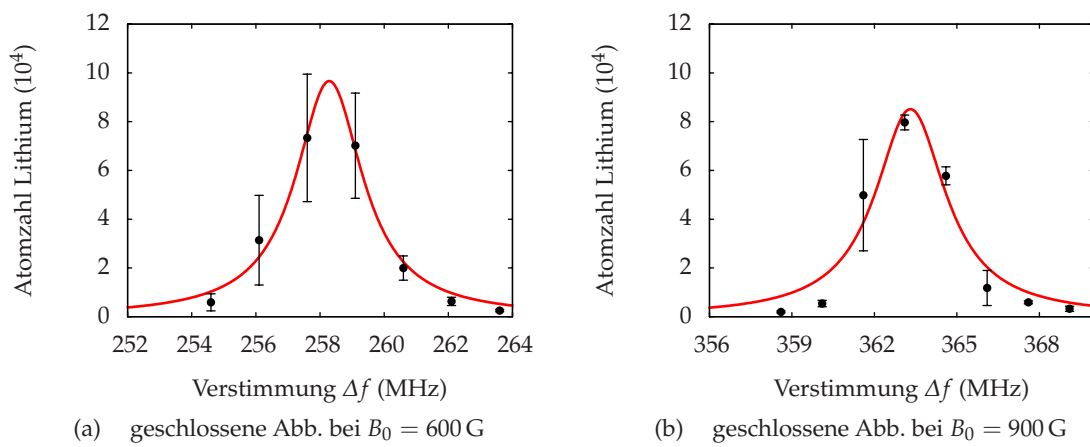 Atomzahl Lithium (10⁴)
12
10
8
6
4
2
0
252 254 256 258 260 262 264
Verstimmung Δf (MHz)
(a) geschlossene Abb. bei B₀ = 600 G
Atomzahl Lithium (10⁴)
12
10
8
6
4
2
0
356 359 362 365 368
Verstimmung Δf (MHz)
(b) geschlossene Abb. bei B₀ = 900 G